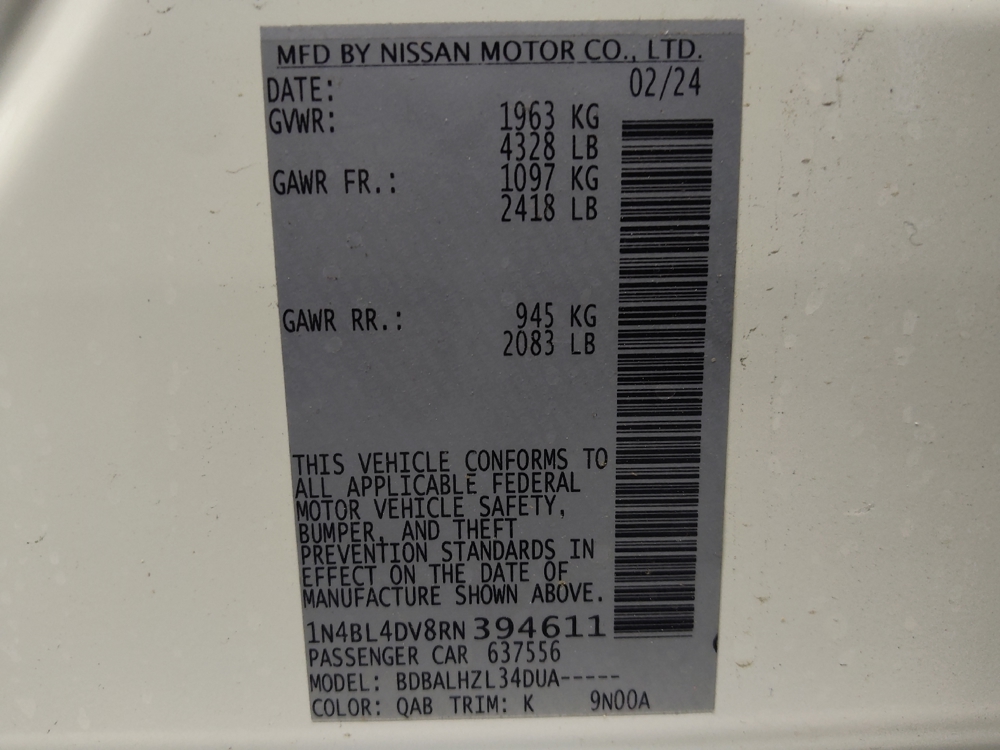 MFD BY NISSAN MOTOR CO., LTD.
DATE: 02/24
GVWR: 1963 KG
4328 LB
GAWR FR.: 1097 KG
2418 LB
GAWR RR.: 945 KG
2083 LB
THIS VEHICLE CONFORMS TO
ALL APPLICABLE FEDERAL
MOTOR VEHICLE SAFETY,
BUMPER, AND THEFT
PREVENTION STANDARDS IN
EFFECT ON THE DATE OF
MANUFACTURE SHOWN ABOVE.
1N4BL4DV8RN 394611
PASSENGER CAR 637556
MODEL: BDBALHZL34DUA-----
COLOR: QAB TRIM: K 9N00A